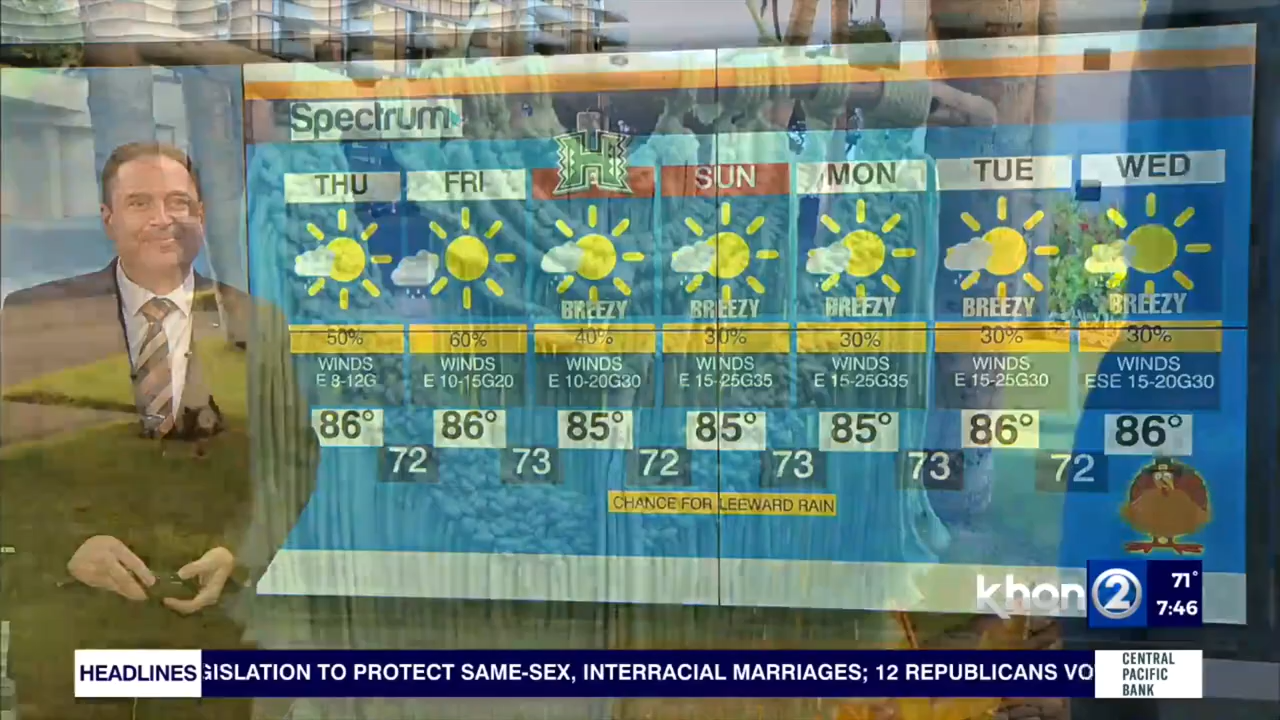 Spectrum
THU FRI H SUN MON TUE WED
BREEZY BREEZY BREEZY BREEZY BREEZY
50% 60% 40% 30% 30% 30% 30%
WINDS WINDS WINDS WINDS WINDS WINDS WINDS
E 8-12G E 10-15G20 E 10-20G30 E 15-25G35 E 15-25G35 E 15-25G30 ESE 15-20G30
86° 86° 85° 85° 85° 86° 86°
72 73 72 73 73 72
CHANCE FOR LEEWARD RAIN
khon 2 71°
7:46
HEADLINES GISLATION TO PROTECT SAME-SEX, INTERRACIAL MARRIAGES; 12 REPUBLICANS VO
CENTRAL
PACIFIC
BANK